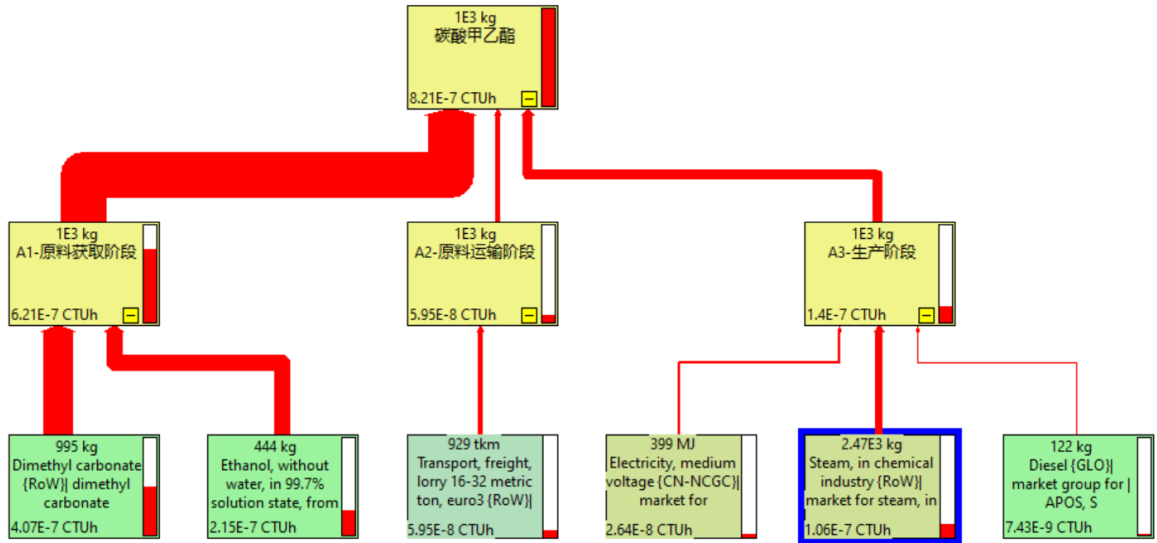 1E3 kg
碳酸甲乙酯
8.21E-7 CTUh
1E3 kg
A1-原料获取阶段
6.21E-7 CTUh
1E3 kg
A2-原料运输阶段
5.95E-8 CTUh
1E3 kg
A3-生产阶段
1.4E-7 CTUh
995 kg
Dimethyl carbonate
{RoW}| dimethyl
carbonate
4.07E-7 CTUh
444 kg
Ethanol, without
water, in 99.7%
solution state, from
2.15E-7 CTUh
929 tkm
Transport, freight,
lorry 16-32 metric
ton, euro3 {RoW}|
5.95E-8 CTUh
399 MJ
Electricity, medium
voltage {CN-NCGC}|
market for
2.64E-8 CTUh
2.47E3 kg
Steam, in chemical
industry {RoW}|
market for steam, in
1.06E-7 CTUh
122 kg
Diesel {GLO}|
market group for |
APOS, S
7.43E-9 CTUh